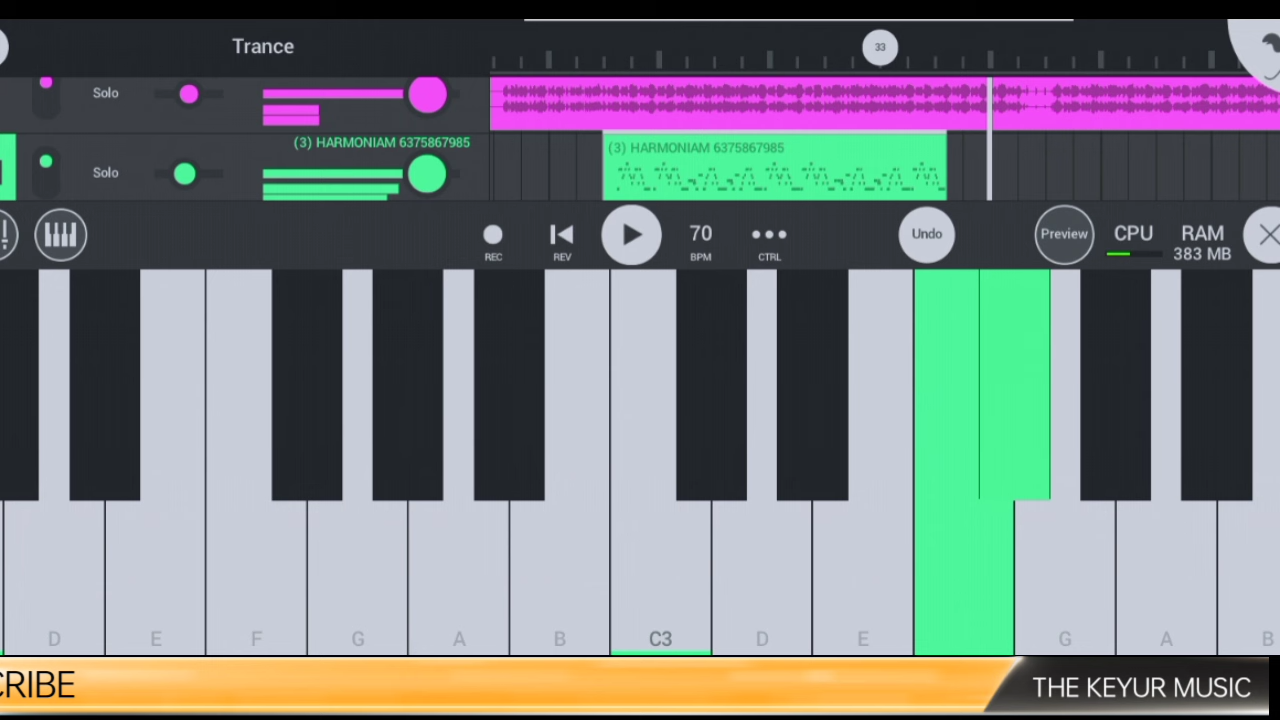 Trance
33
Solo
(3) HARMONIAM 6375867985
(3) HARMONIAM 6375867985
Solo
REC
REV
70
BPM
CTRL
Undo
Preview
CPU
RAM
383 MB
D E F G A B C3 D E G A B
CRIBE
THE KEYUR MUSIC